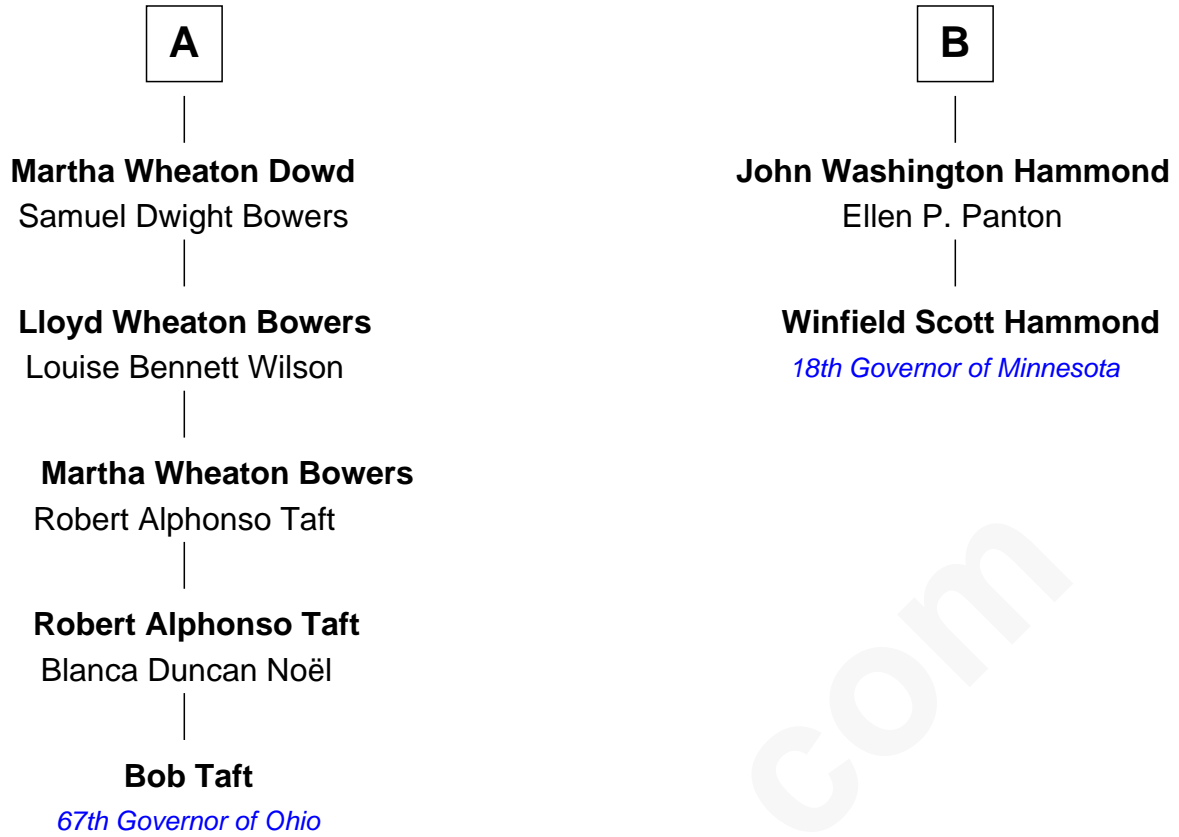 A
Martha Wheaton Dowd
Samuel Dwight Bowers
Lloyd Wheaton Bowers
Louise Bennett Wilson
Martha Wheaton Bowers
Robert Alphonso Taft
Robert Alphonso Taft
Blanca Duncan Noël
Bob Taft
67th Governor of Ohio
B
John Washington Hammond
Ellen P. Panton
Winfield Scott Hammond
18th Governor of Minnesota
com